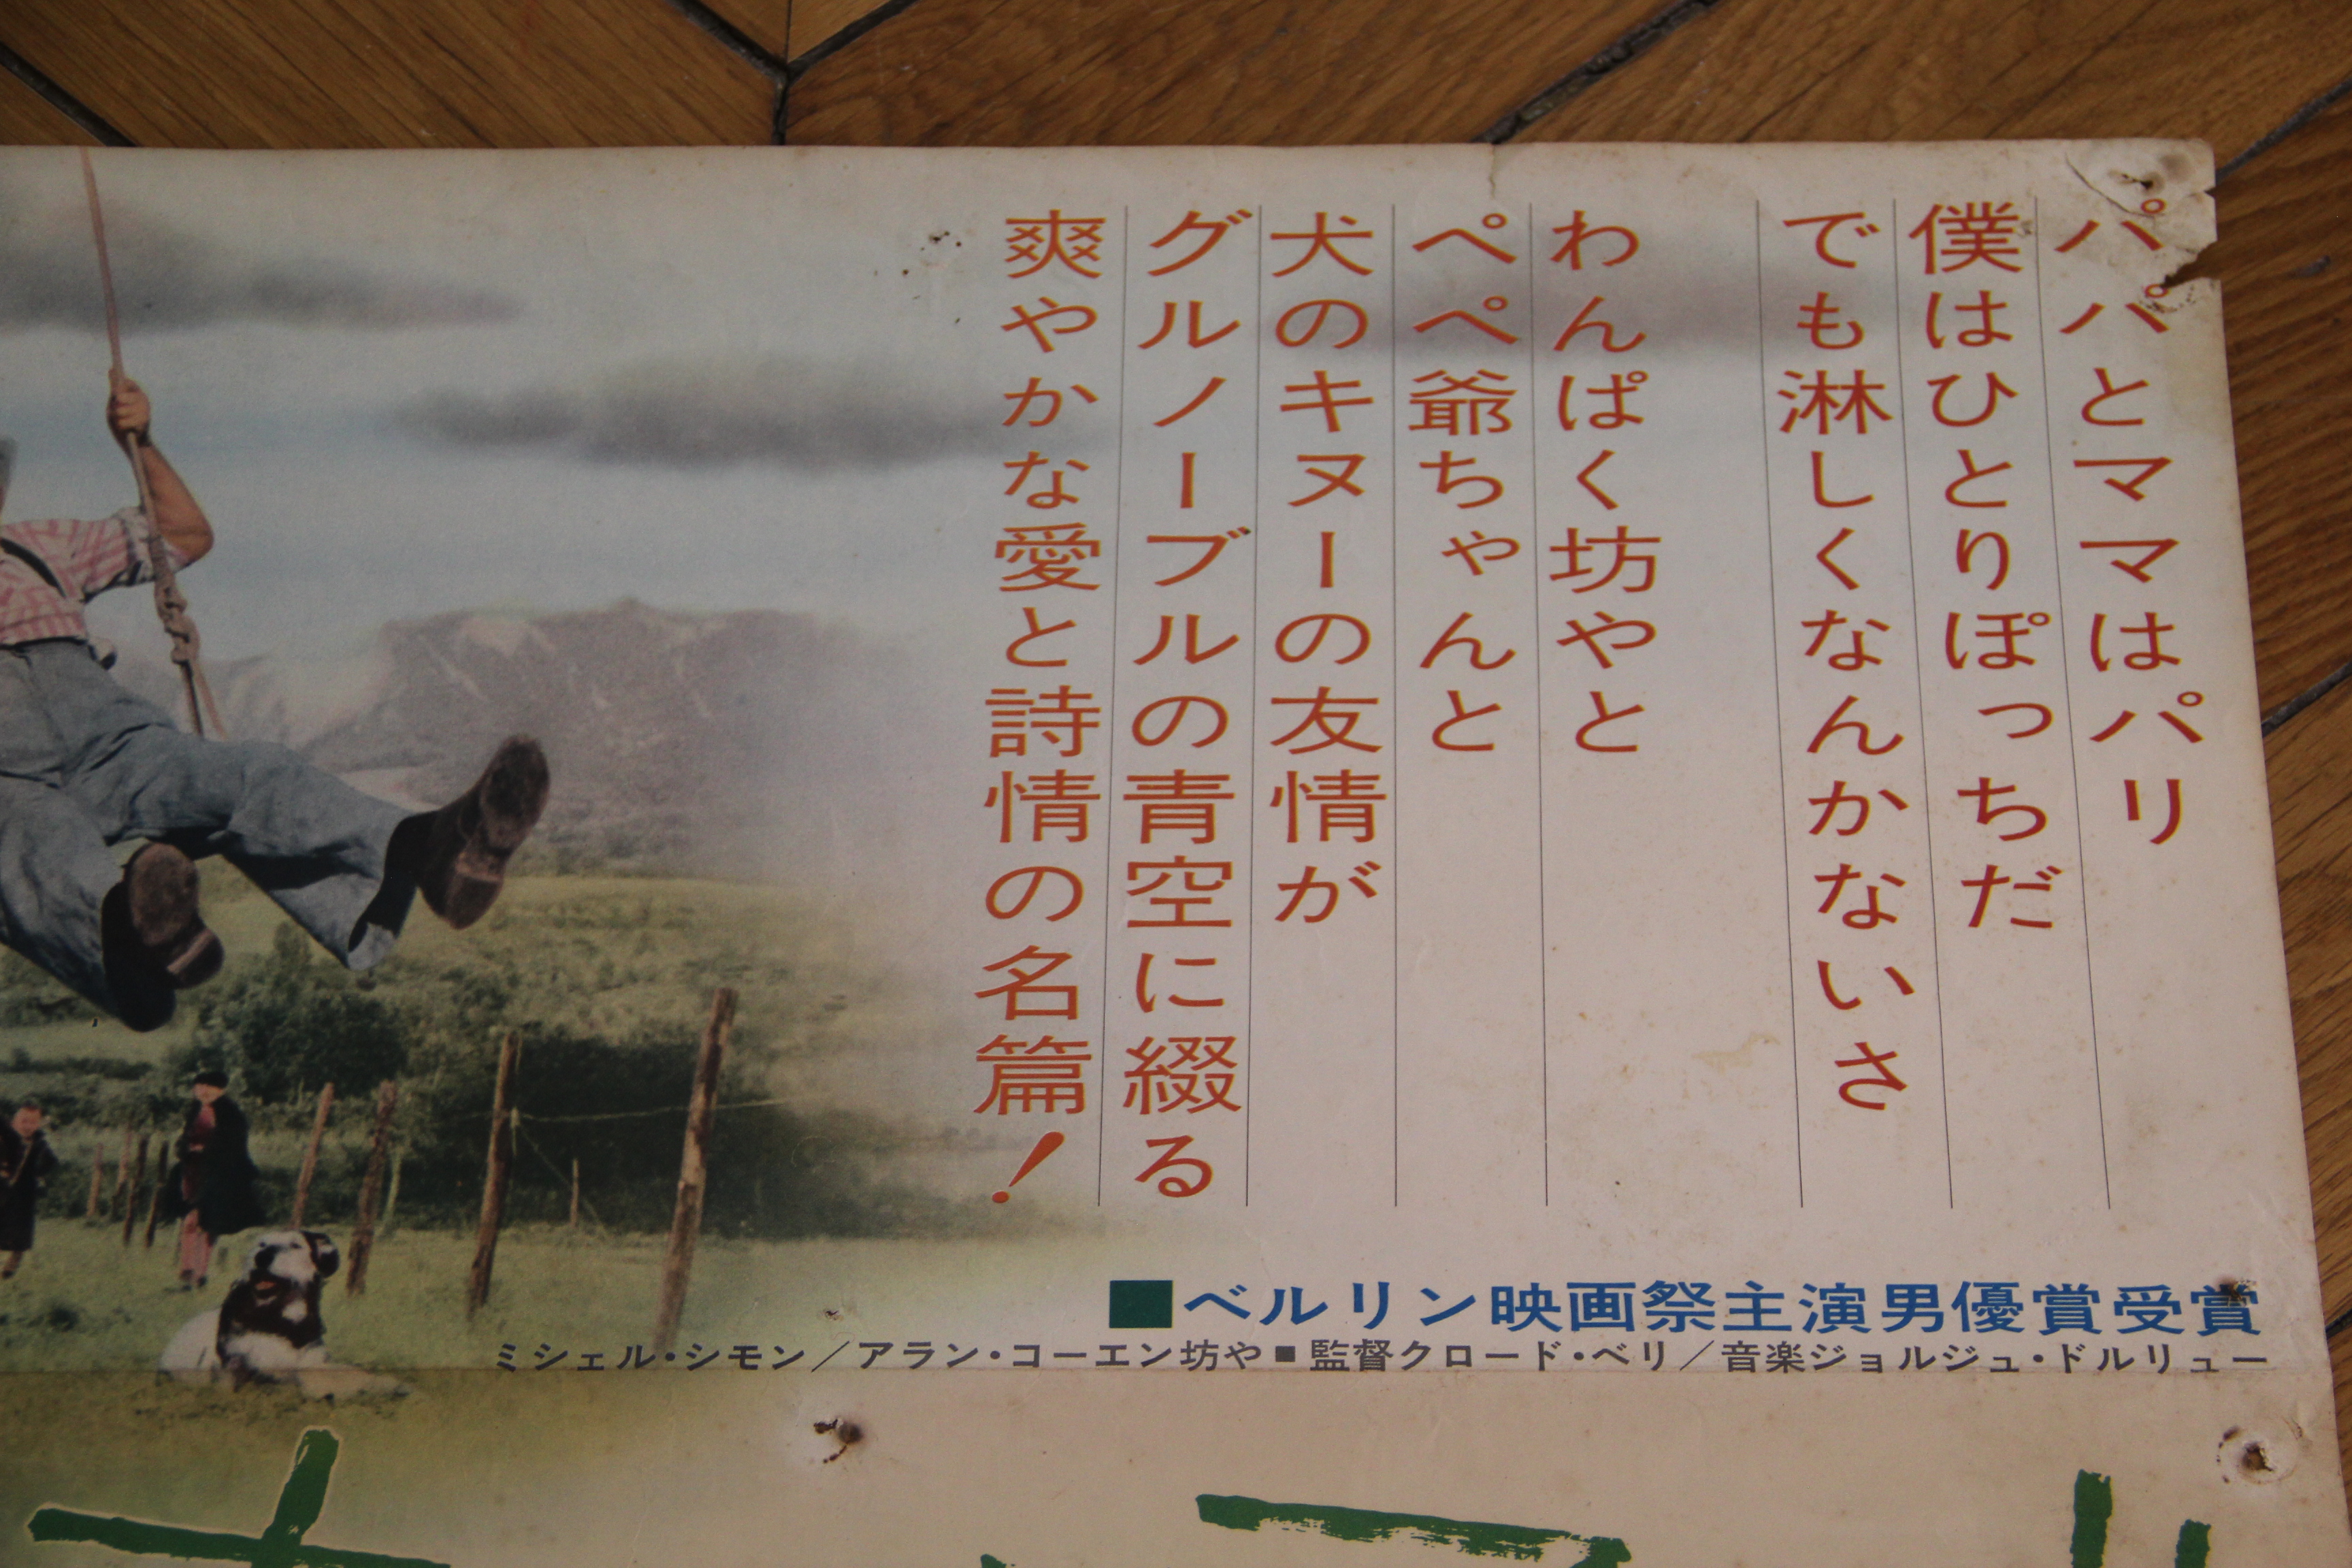 パパとママはパリ
僕はひとりぽっちだ
でも淋しくなんかないさ
わんぱく坊やと
ペペ爺ちゃんと
犬のキヌーの友情が
グルノーブルの青空に綴る
爽やかな愛と詩情の名篇!
■ベルリン映画祭主演男優賞受賞
ミシェル・シモン/アラン・コーエン坊や■監督クロード・ベリ/音楽ジョルジュ・ドルリュー